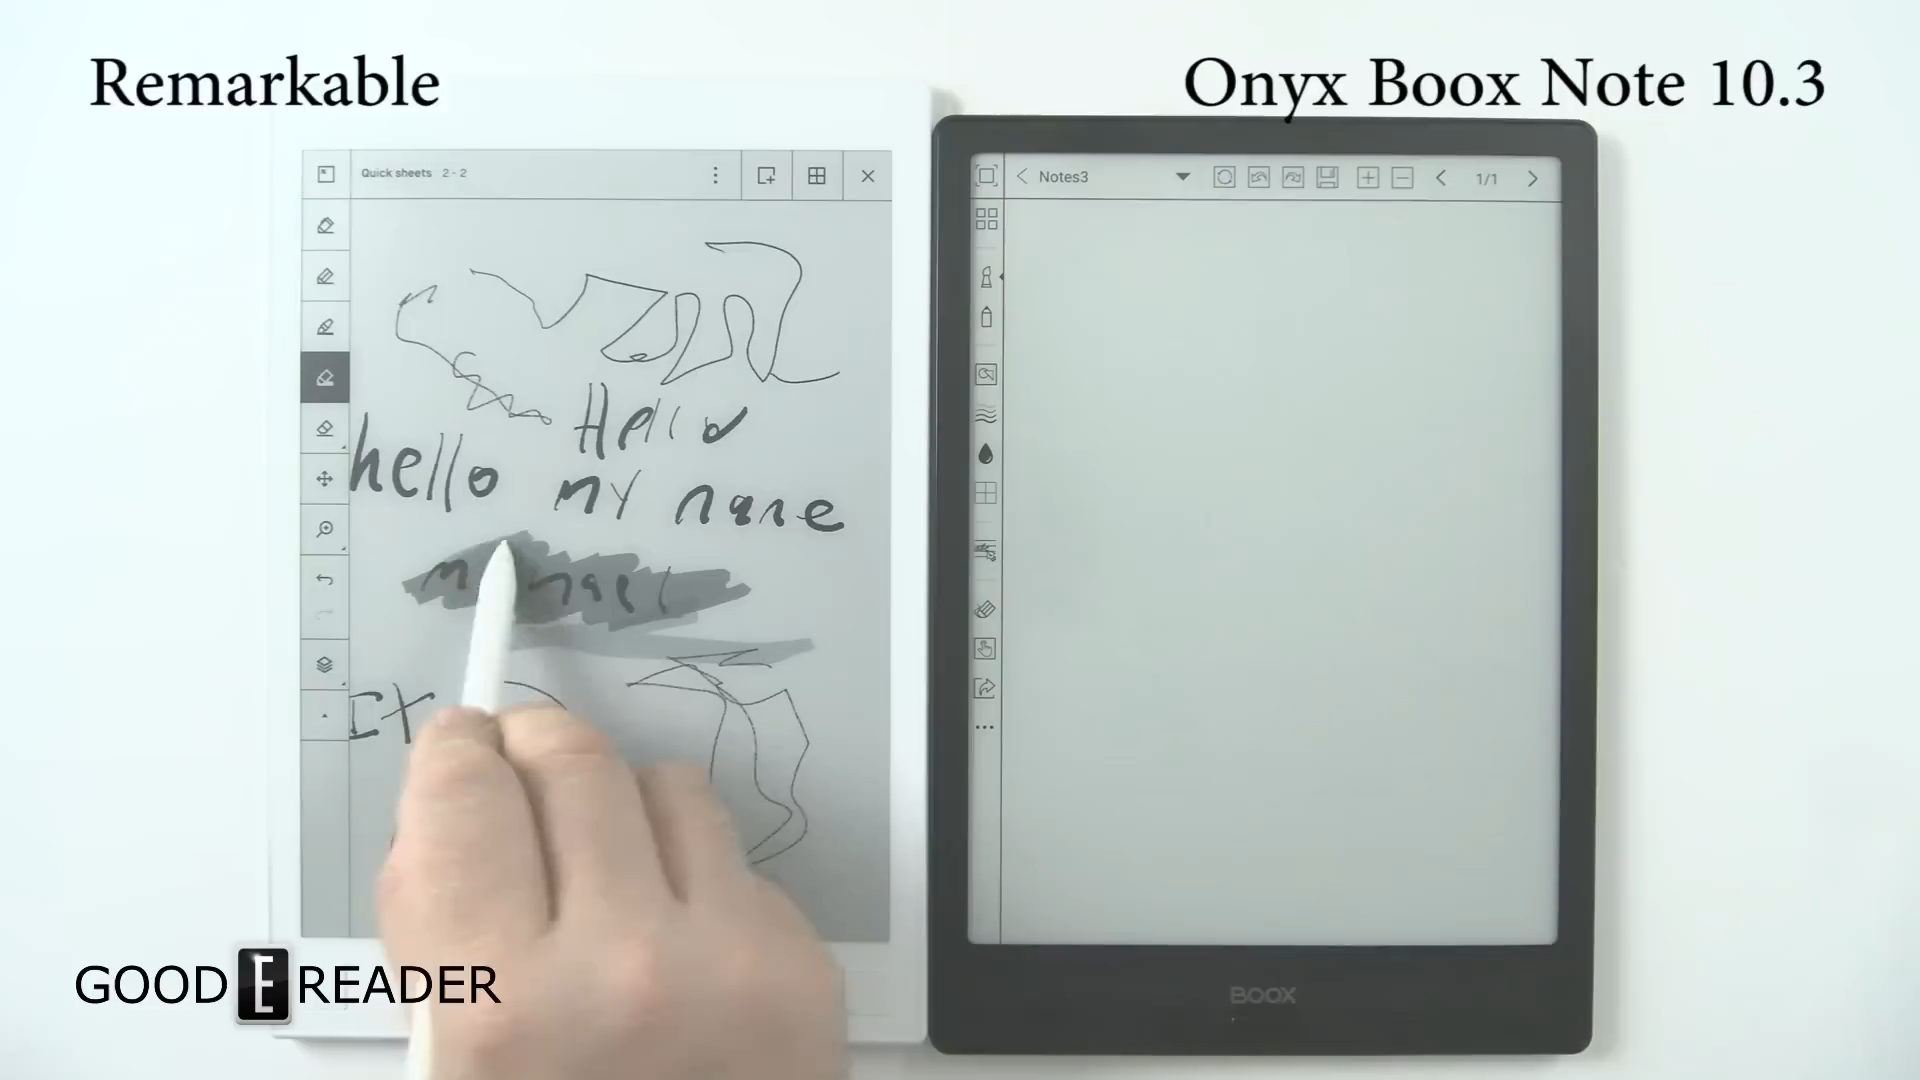 Remarkable
Onyx Boox Note 10.3
Quick sheets 2 - 2
Notes3
1/1
Hello
hello my name
IX
BOOX
GOOD E READER